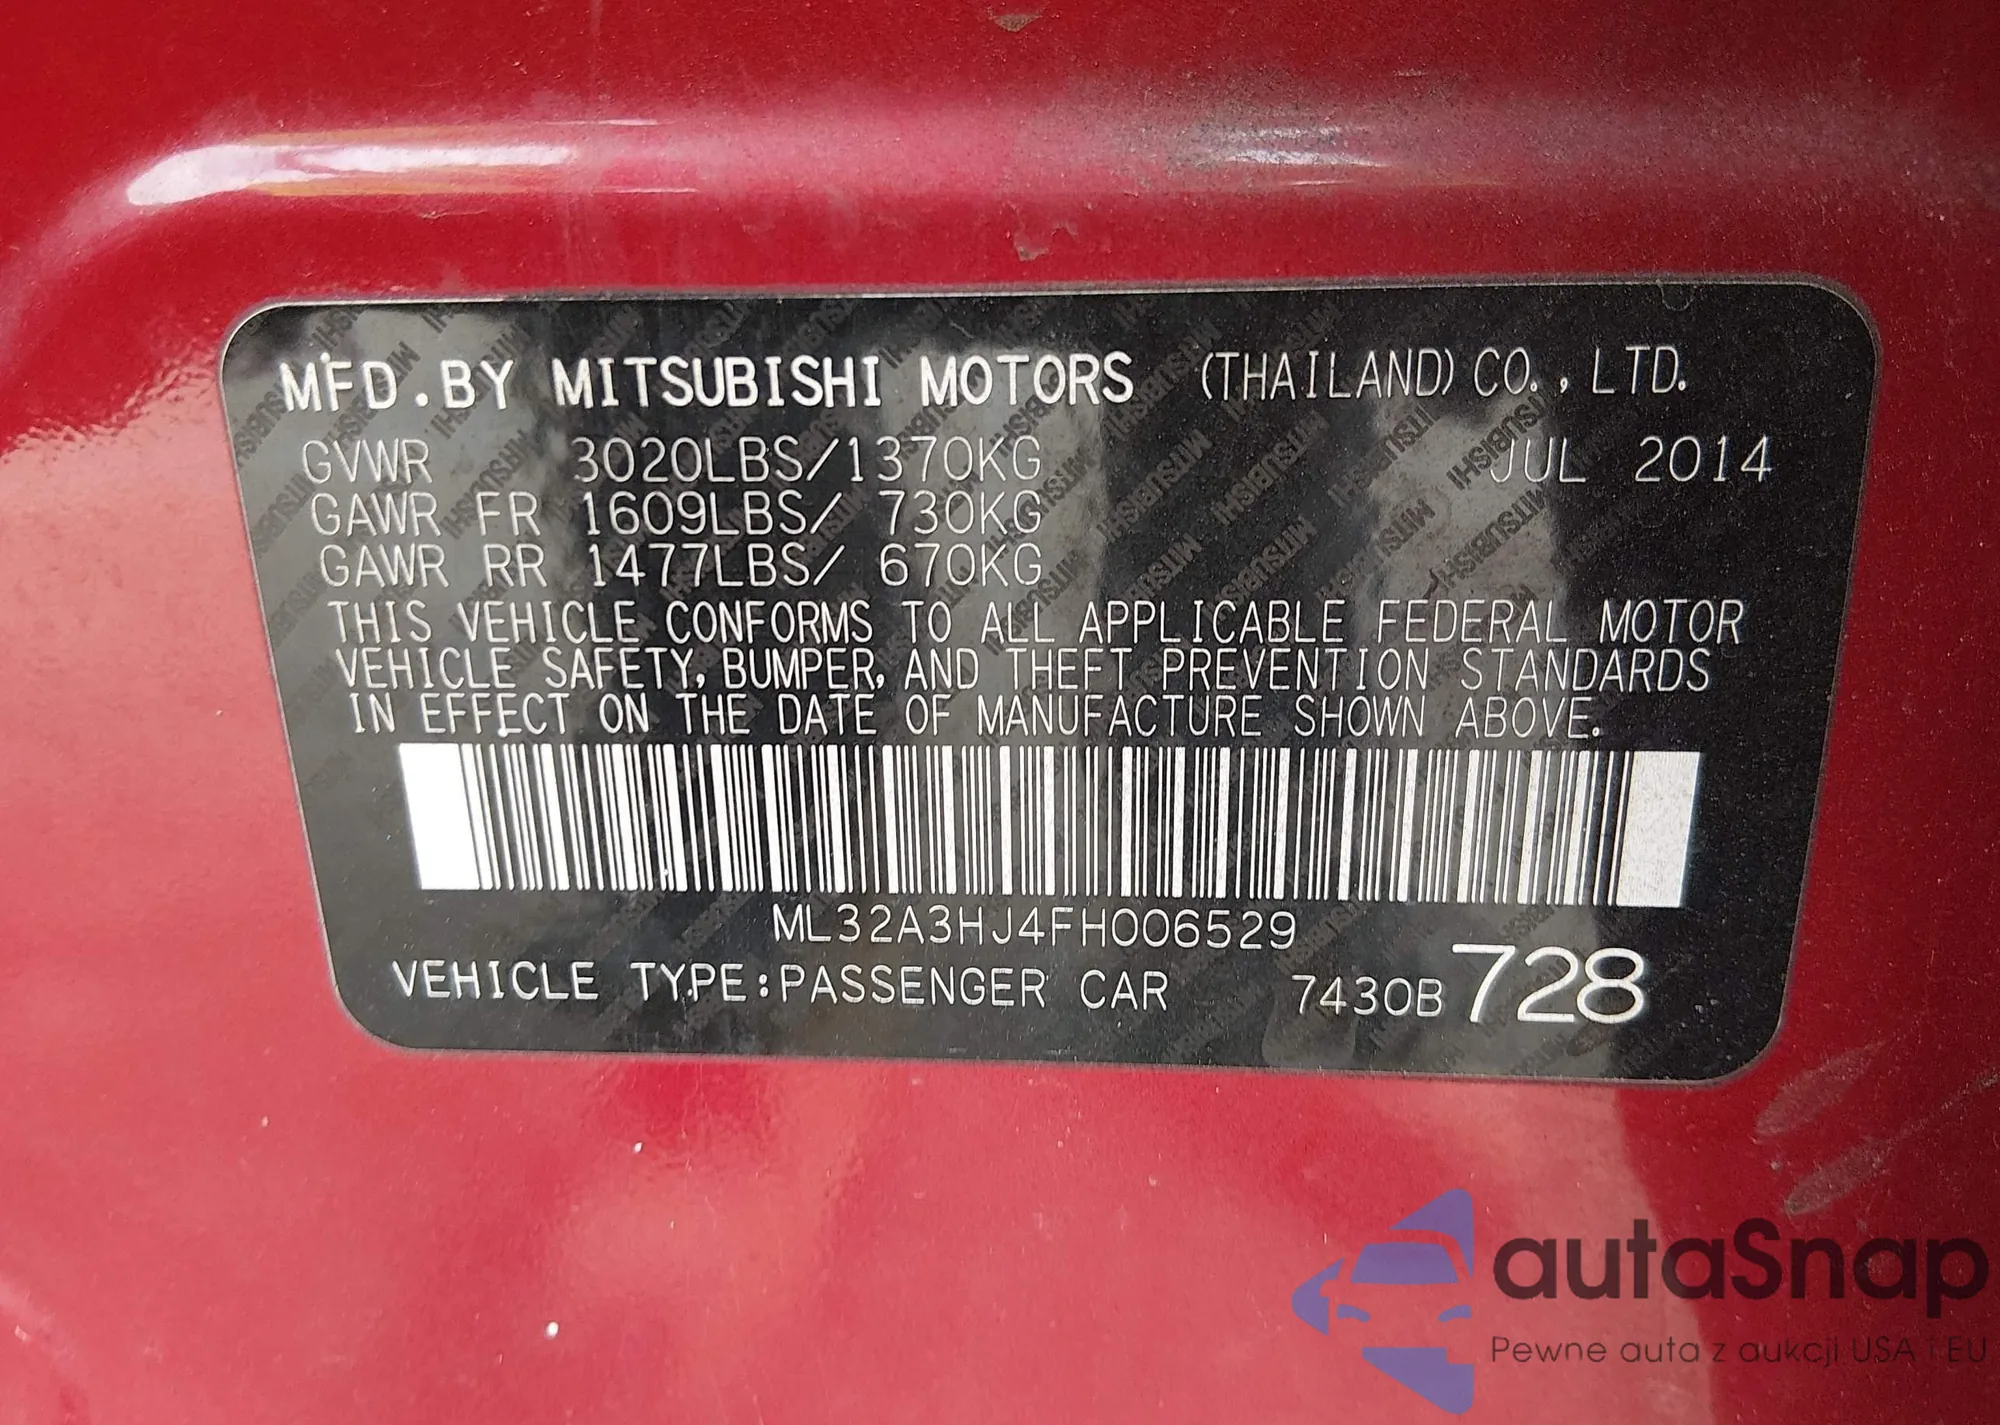 MFD.BY MITSUBISHI MOTORS (THAILAND) CO., LTD.
GVWR 3020LBS/1370KG JUL 2014
GAWR FR 1609LBS/ 730KG
GAWR RR 1477LBS/ 670KG
THIS VEHICLE CONFORMS TO ALL APPLICABLE FEDERAL MOTOR
VEHICLE SAFETY, BUMPER, AND THEFT PREVENTION STANDARDS
IN EFFECT ON THE DATE OF MANUFACTURE SHOWN ABOVE.
ML32A3HJ4FH006529
VEHICLE TYPE:PASSENGER CAR 7430B 728
autaSnap
Pewne auta z aukcji USA i EU